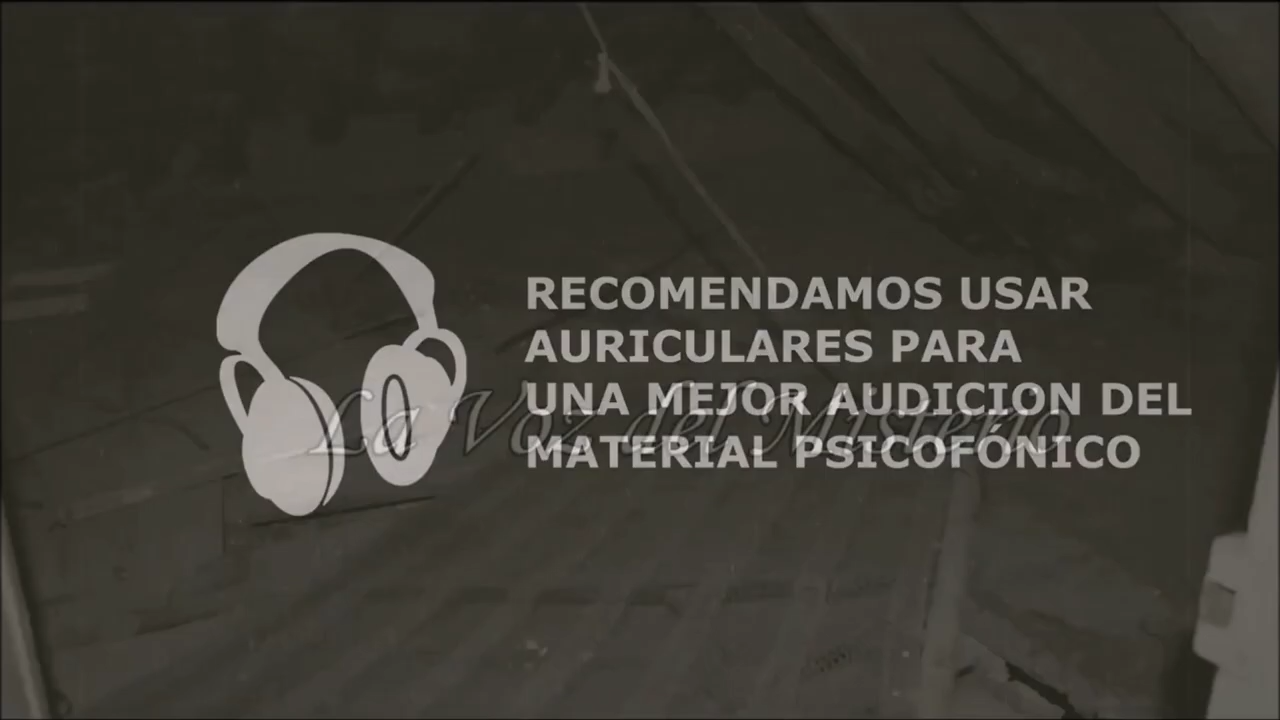 RECOMENDAMOS USAR
AURICULARES PARA
UNA MEJOR AUDICION DEL
La Voz del Misterio
MATERIAL PSICOFÓNICO